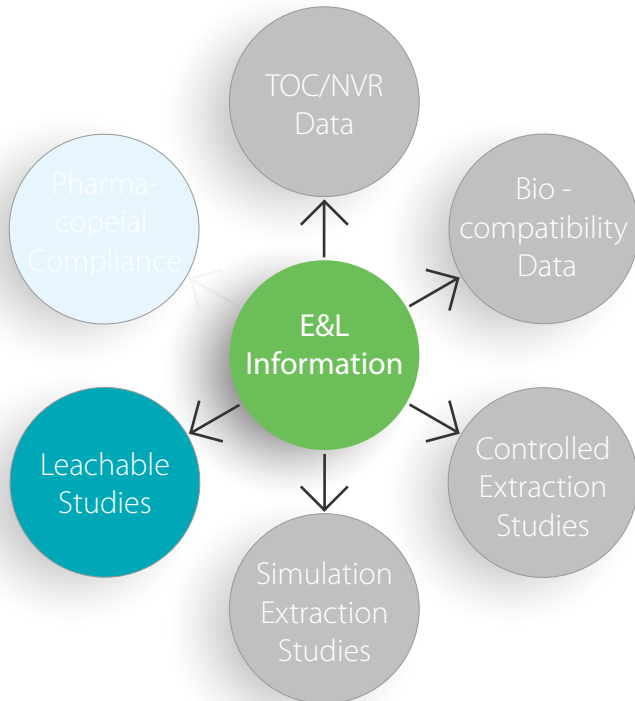 TOC/NVR
Data
Pharma-
copeial
Compliance
Bio -
compatibility
Data
E&L
Information
Leachable
Studies
Controlled
Extraction
Studies
Simulation
Extraction
Studies